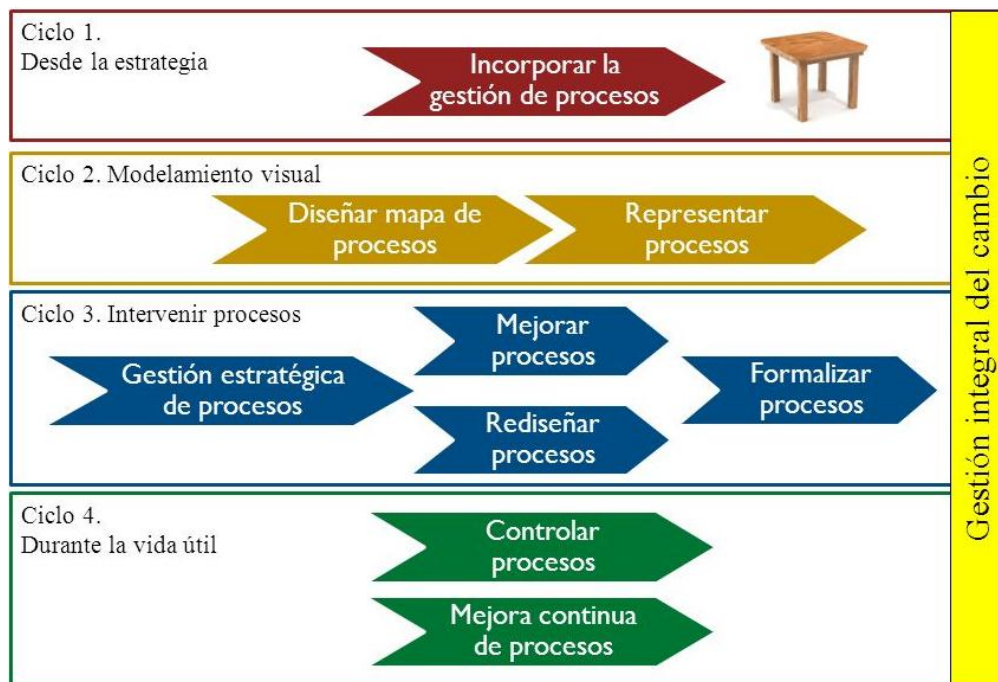 Ciclo 1.
Desde la estrategia
Incorporar la
gestión de procesos
Ciclo 2. Modelamiento visual
Diseñar mapa de
procesos
Representar
procesos
Ciclo 3. Intervenir procesos
Gestión estratégica
de procesos
Mejorar
procesos
Rediseñar
procesos
Formalizar
procesos
Ciclo 4.
Durante la vida útil
Controlar
procesos
Mejora continua
de procesos
Gestión integral del cambio